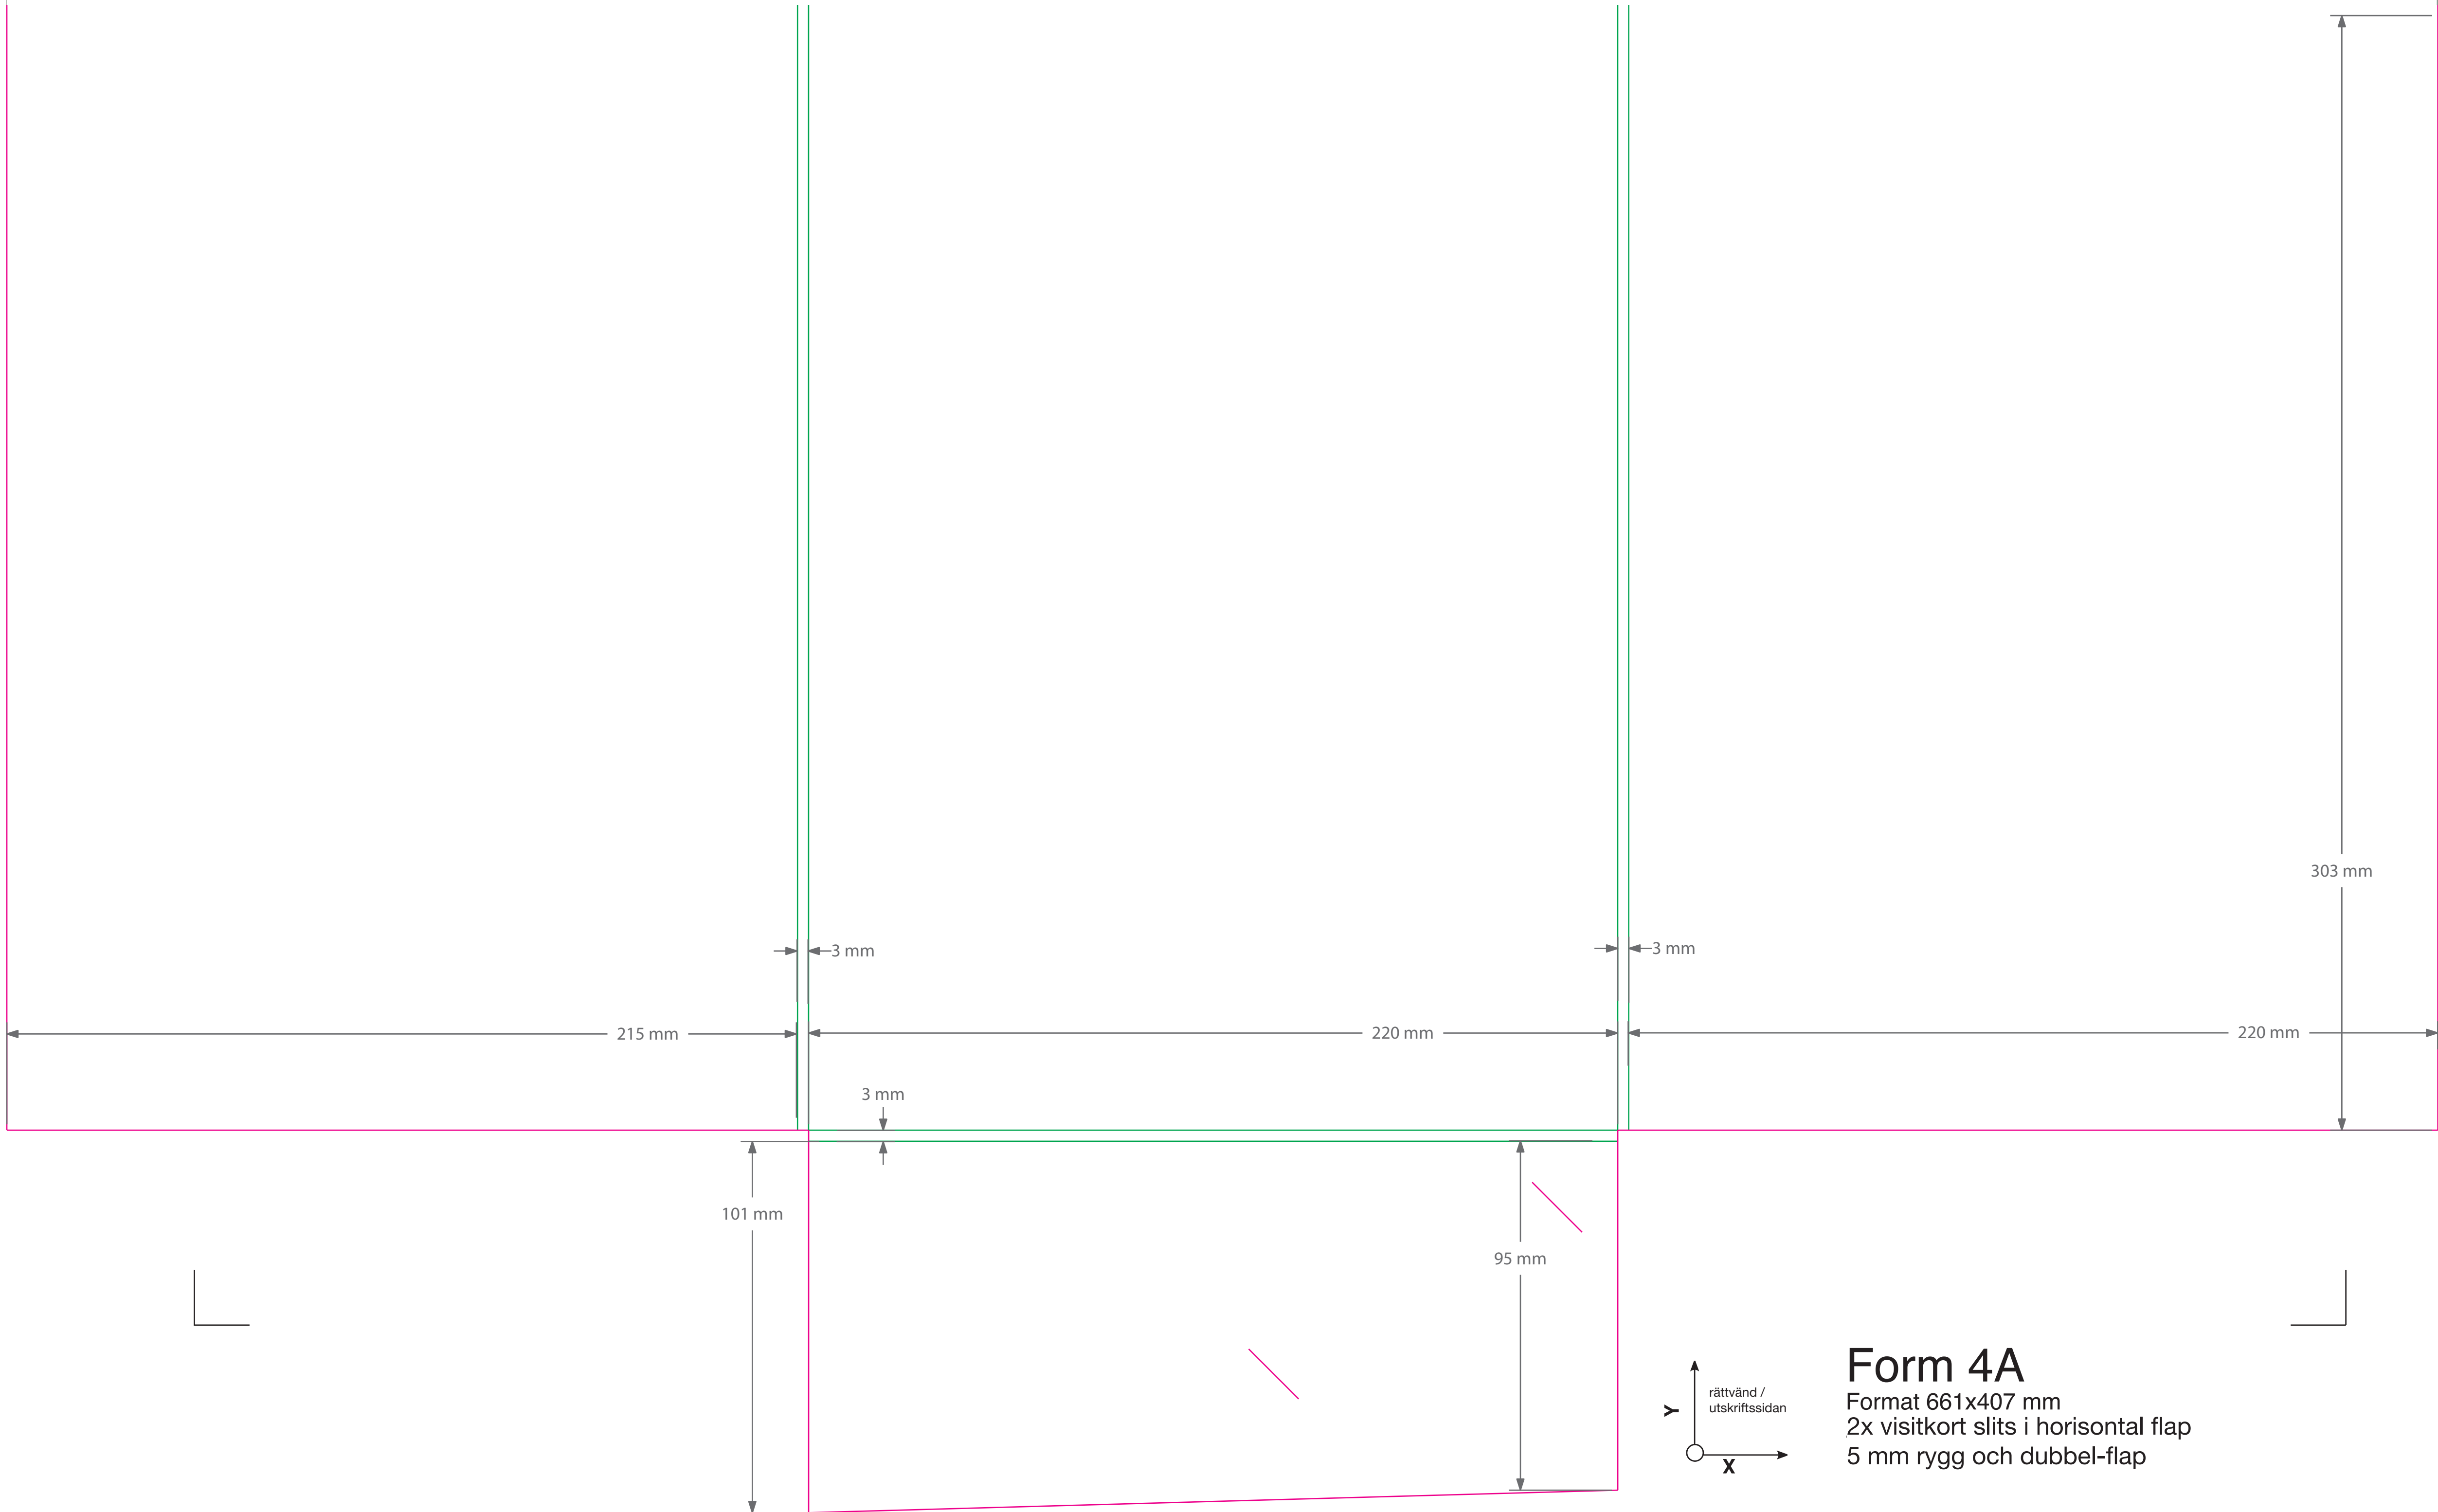 303 mm
3 mm
3 mm
215 mm
220 mm
220 mm
3 mm
101 mm
95 mm
Form 4A
Format 661x407 mm
2x visitkort slits i horisontal flap
5 mm rygg och dubbel-flap
rättvänd /
utskriftssidan
Y
X